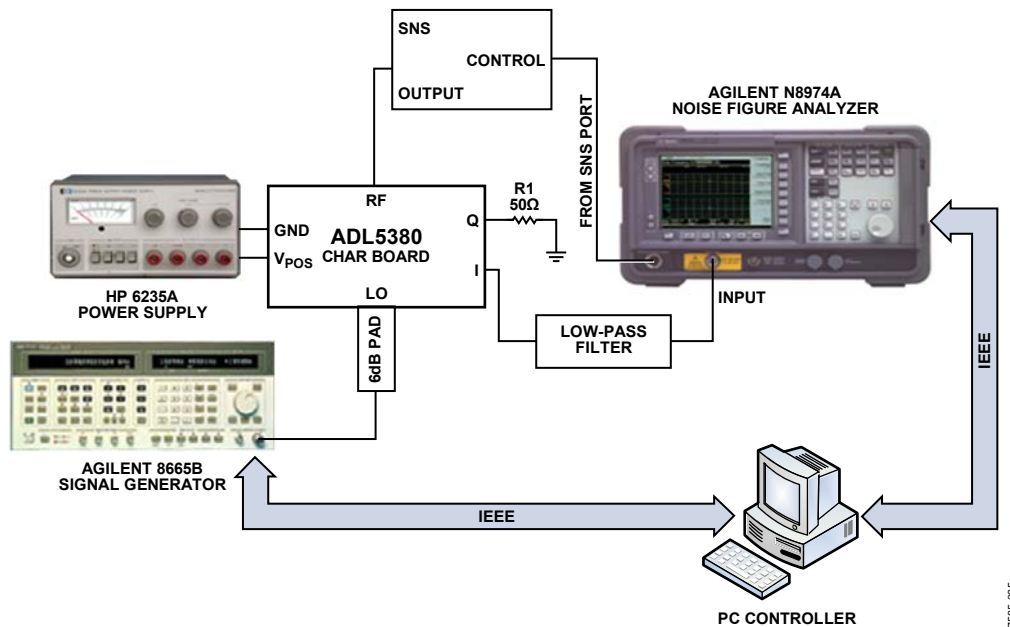 SNS
CONTROL
OUTPUT
AGILENT N8974A
NOISE FIGURE ANALYZER
FROM SNS PORT
RF
GND
ADL5380
CHAR BOARD
VPOS
Q
I
LO
R1
50Ω
HP 6235A
POWER SUPPLY
6dB PAD
LOW-PASS
FILTER
INPUT
IEEE
AGILENT 8665B
SIGNAL GENERATOR
IEEE
PC CONTROLLER